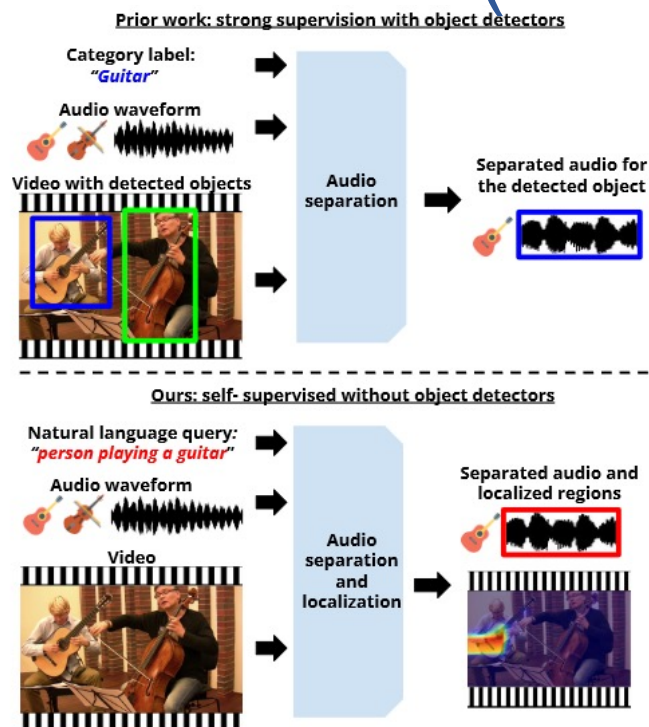 Prior work: strong supervision with object detectors
Category label:
"Guitar"
Audio waveform
Video with detected objects
Audio
separation
Separated audio for
the detected object
Ours: self- supervised without object detectors
Natural language query:
"person playing a guitar"
Audio waveform
Video
Audio
separation
and
localization
Separated audio and
localized regions